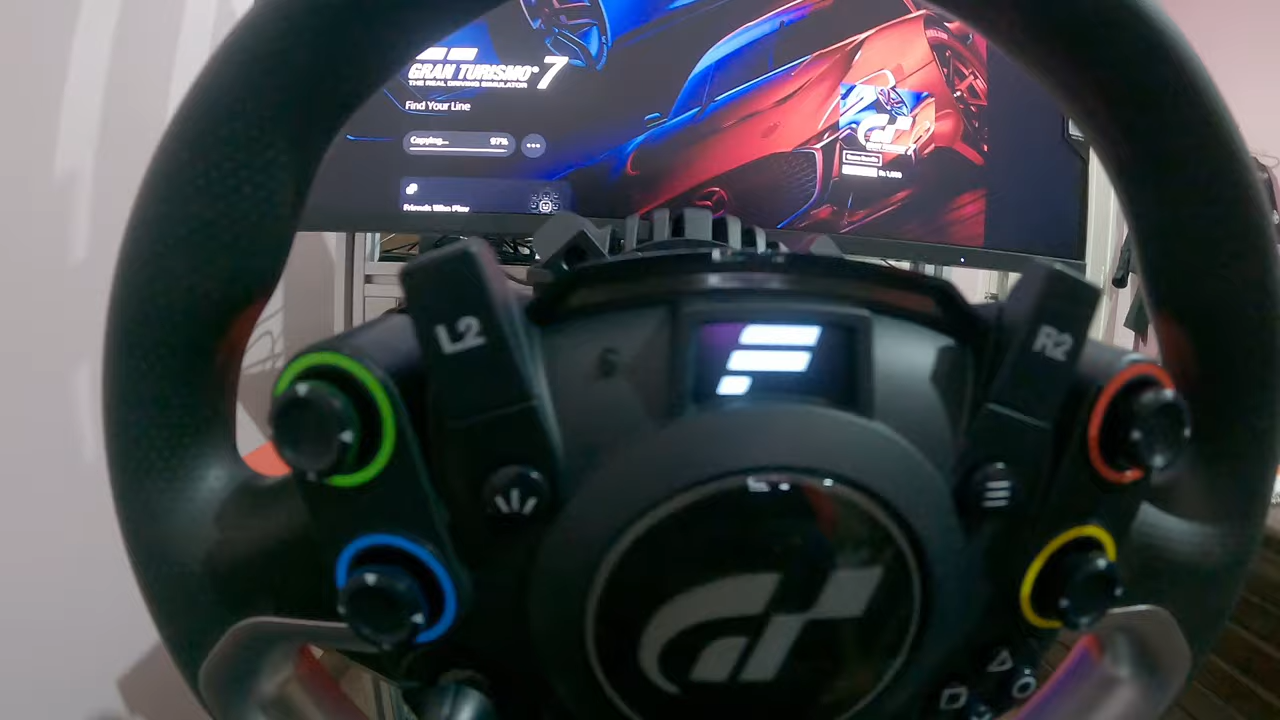 GRAN TURISMO 7
THE REAL DRIVING SIMULATOR
Find Your Line
Copying... 97%
Friends Who Play
L2
R2